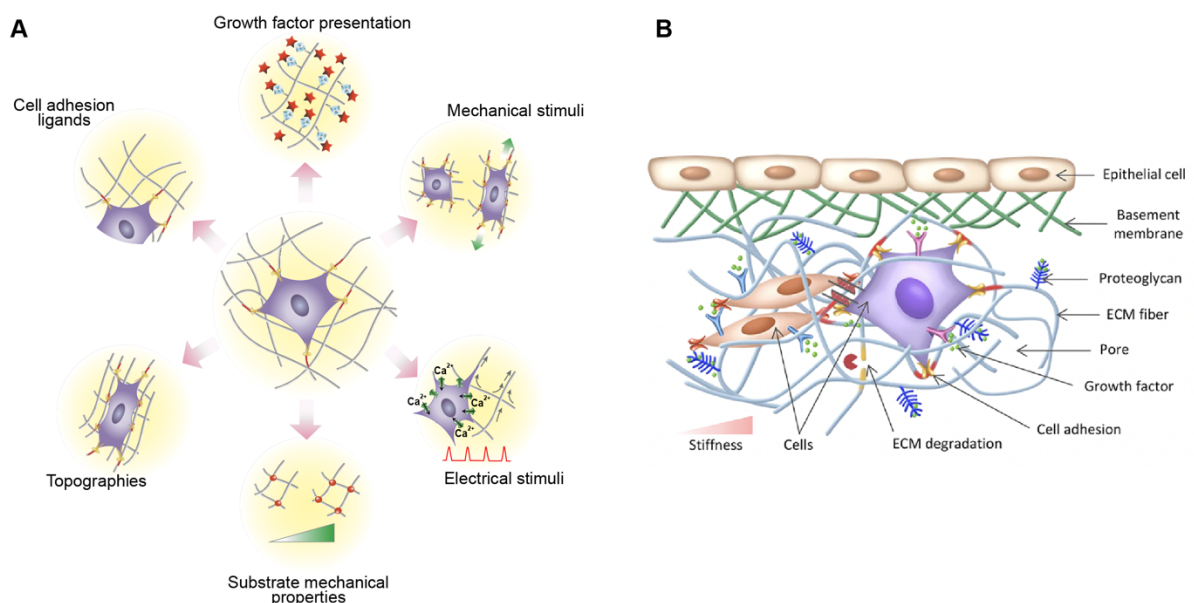 A
Growth factor presentation
Cell adhesion
ligands
Mechanical stimuli
Ca²⁺
Ca²⁺
Ca²⁺
Ca²⁺
Topographies
Electrical stimuli
Substrate mechanical
properties
B
Epithelial cell
Basement
membrane
Proteoglycan
ECM fiber
Pore
Growth factor
Cell adhesion
Stiffness
Cells
ECM degradation